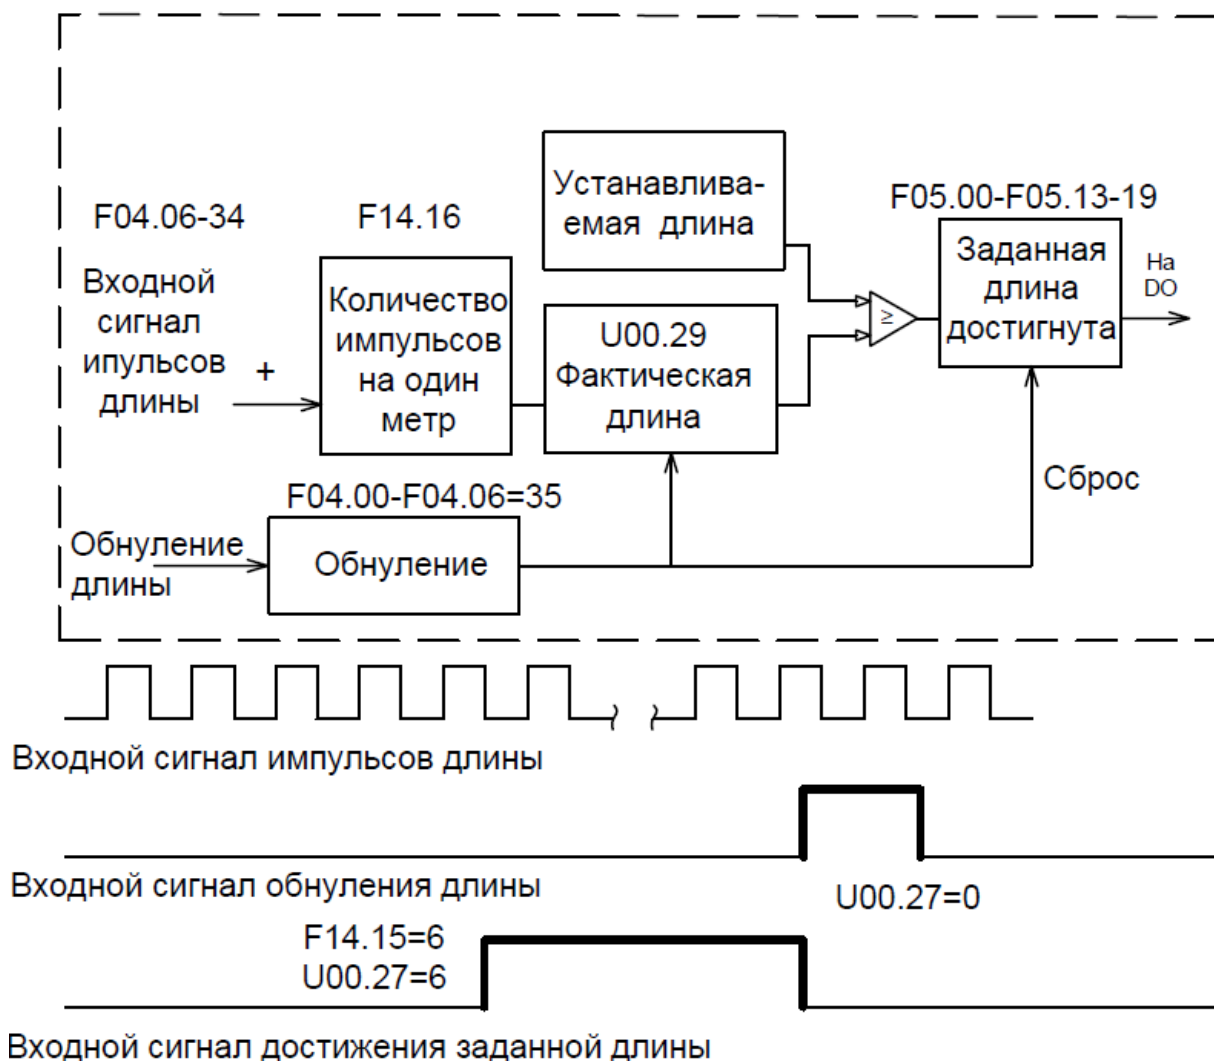 F04.06-34
Входной
сигнал
ипульсов
длины
+
F14.16
Количество
импульсов
на один
метр
Устанавлива-
емая длина
U00.29
Фактическая
длина
≥
F05.00-F05.13-19
Заданная
длина
достигнута
На
DO
Сброс
F04.00-F04.06=35
Обнуление
длины
Обнуление
Входной сигнал импульсов длины
Входной сигнал обнуления длины
U00.27=0
F14.15=6
U00.27=6
Входной сигнал достижения заданной длины